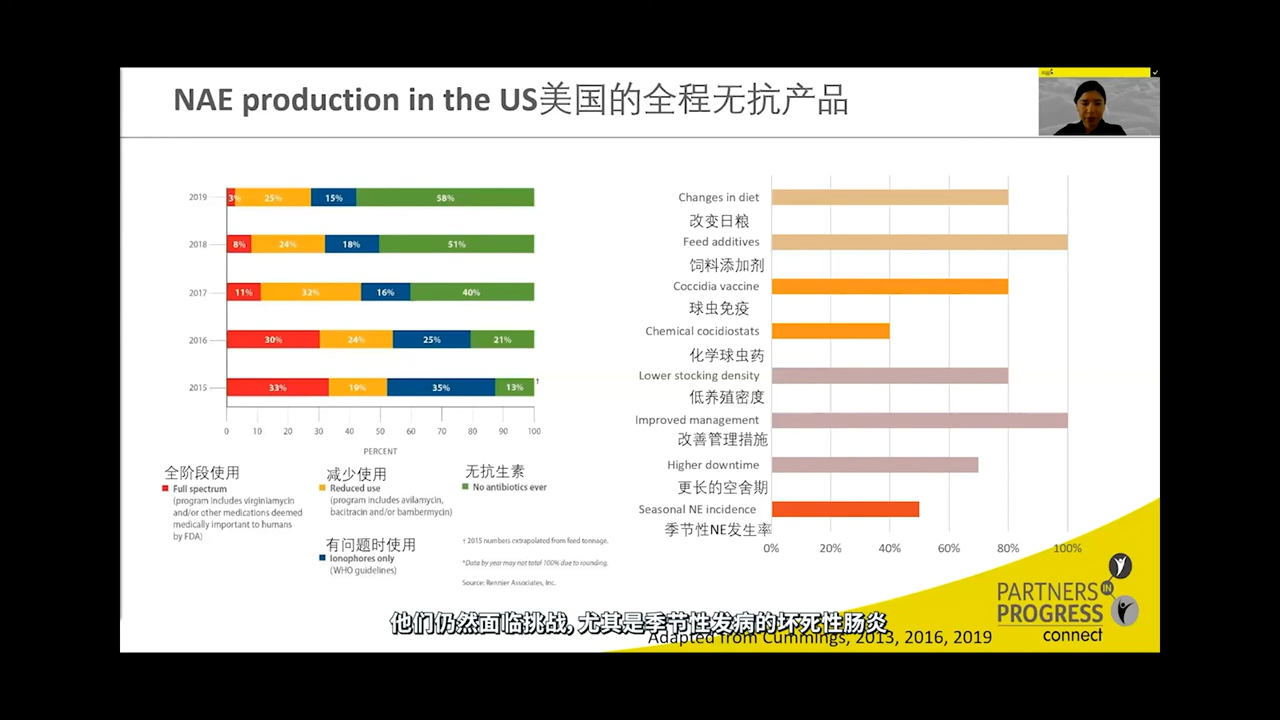 NAE production in the US美国的全程无抗产品
2019
3%
25%
15%
58%
2018
8%
24%
18%
51%
2017
11%
32%
16%
40%
2016
30%
24%
25%
21%
2015
33%
19%
35%
13%
†
0 10 20 30 40 50 60 70 80 90 100
PERCENT
全阶段使用
Full spectrum
(program includes virginiamycin
and/or other medications deemed
medically important to humans
by FDA)
减少使用
Reduced use
(program includes avilamycin,
bacitracin and/or bambermycin)
有问题时使用
Ionophores only
(WHO guidelines)
无抗生素
No antibiotics ever
† 2015 numbers extrapolated from feed tonnage.
*Data by year may not total 100% due to rounding.
Source: Rennier Associates, Inc.
Changes in diet
改变日粮
Feed additives
饲料添加剂
Coccidia vaccine
球虫免疫
Chemical cocidiostats
化学球虫药
Lower stocking density
低养殖密度
Improved management
改善管理措施
Higher downtime
更长的空舍期
Seasonal NE incidence
季节性NE发生率
0% 20% 40% 60% 80% 100%
PARTNERS IN
PROGRESS
connect
他们仍然面临挑战,尤其是季节性发病的坏死性肠炎
Adapted from Cummings, 2013, 2016, 2019